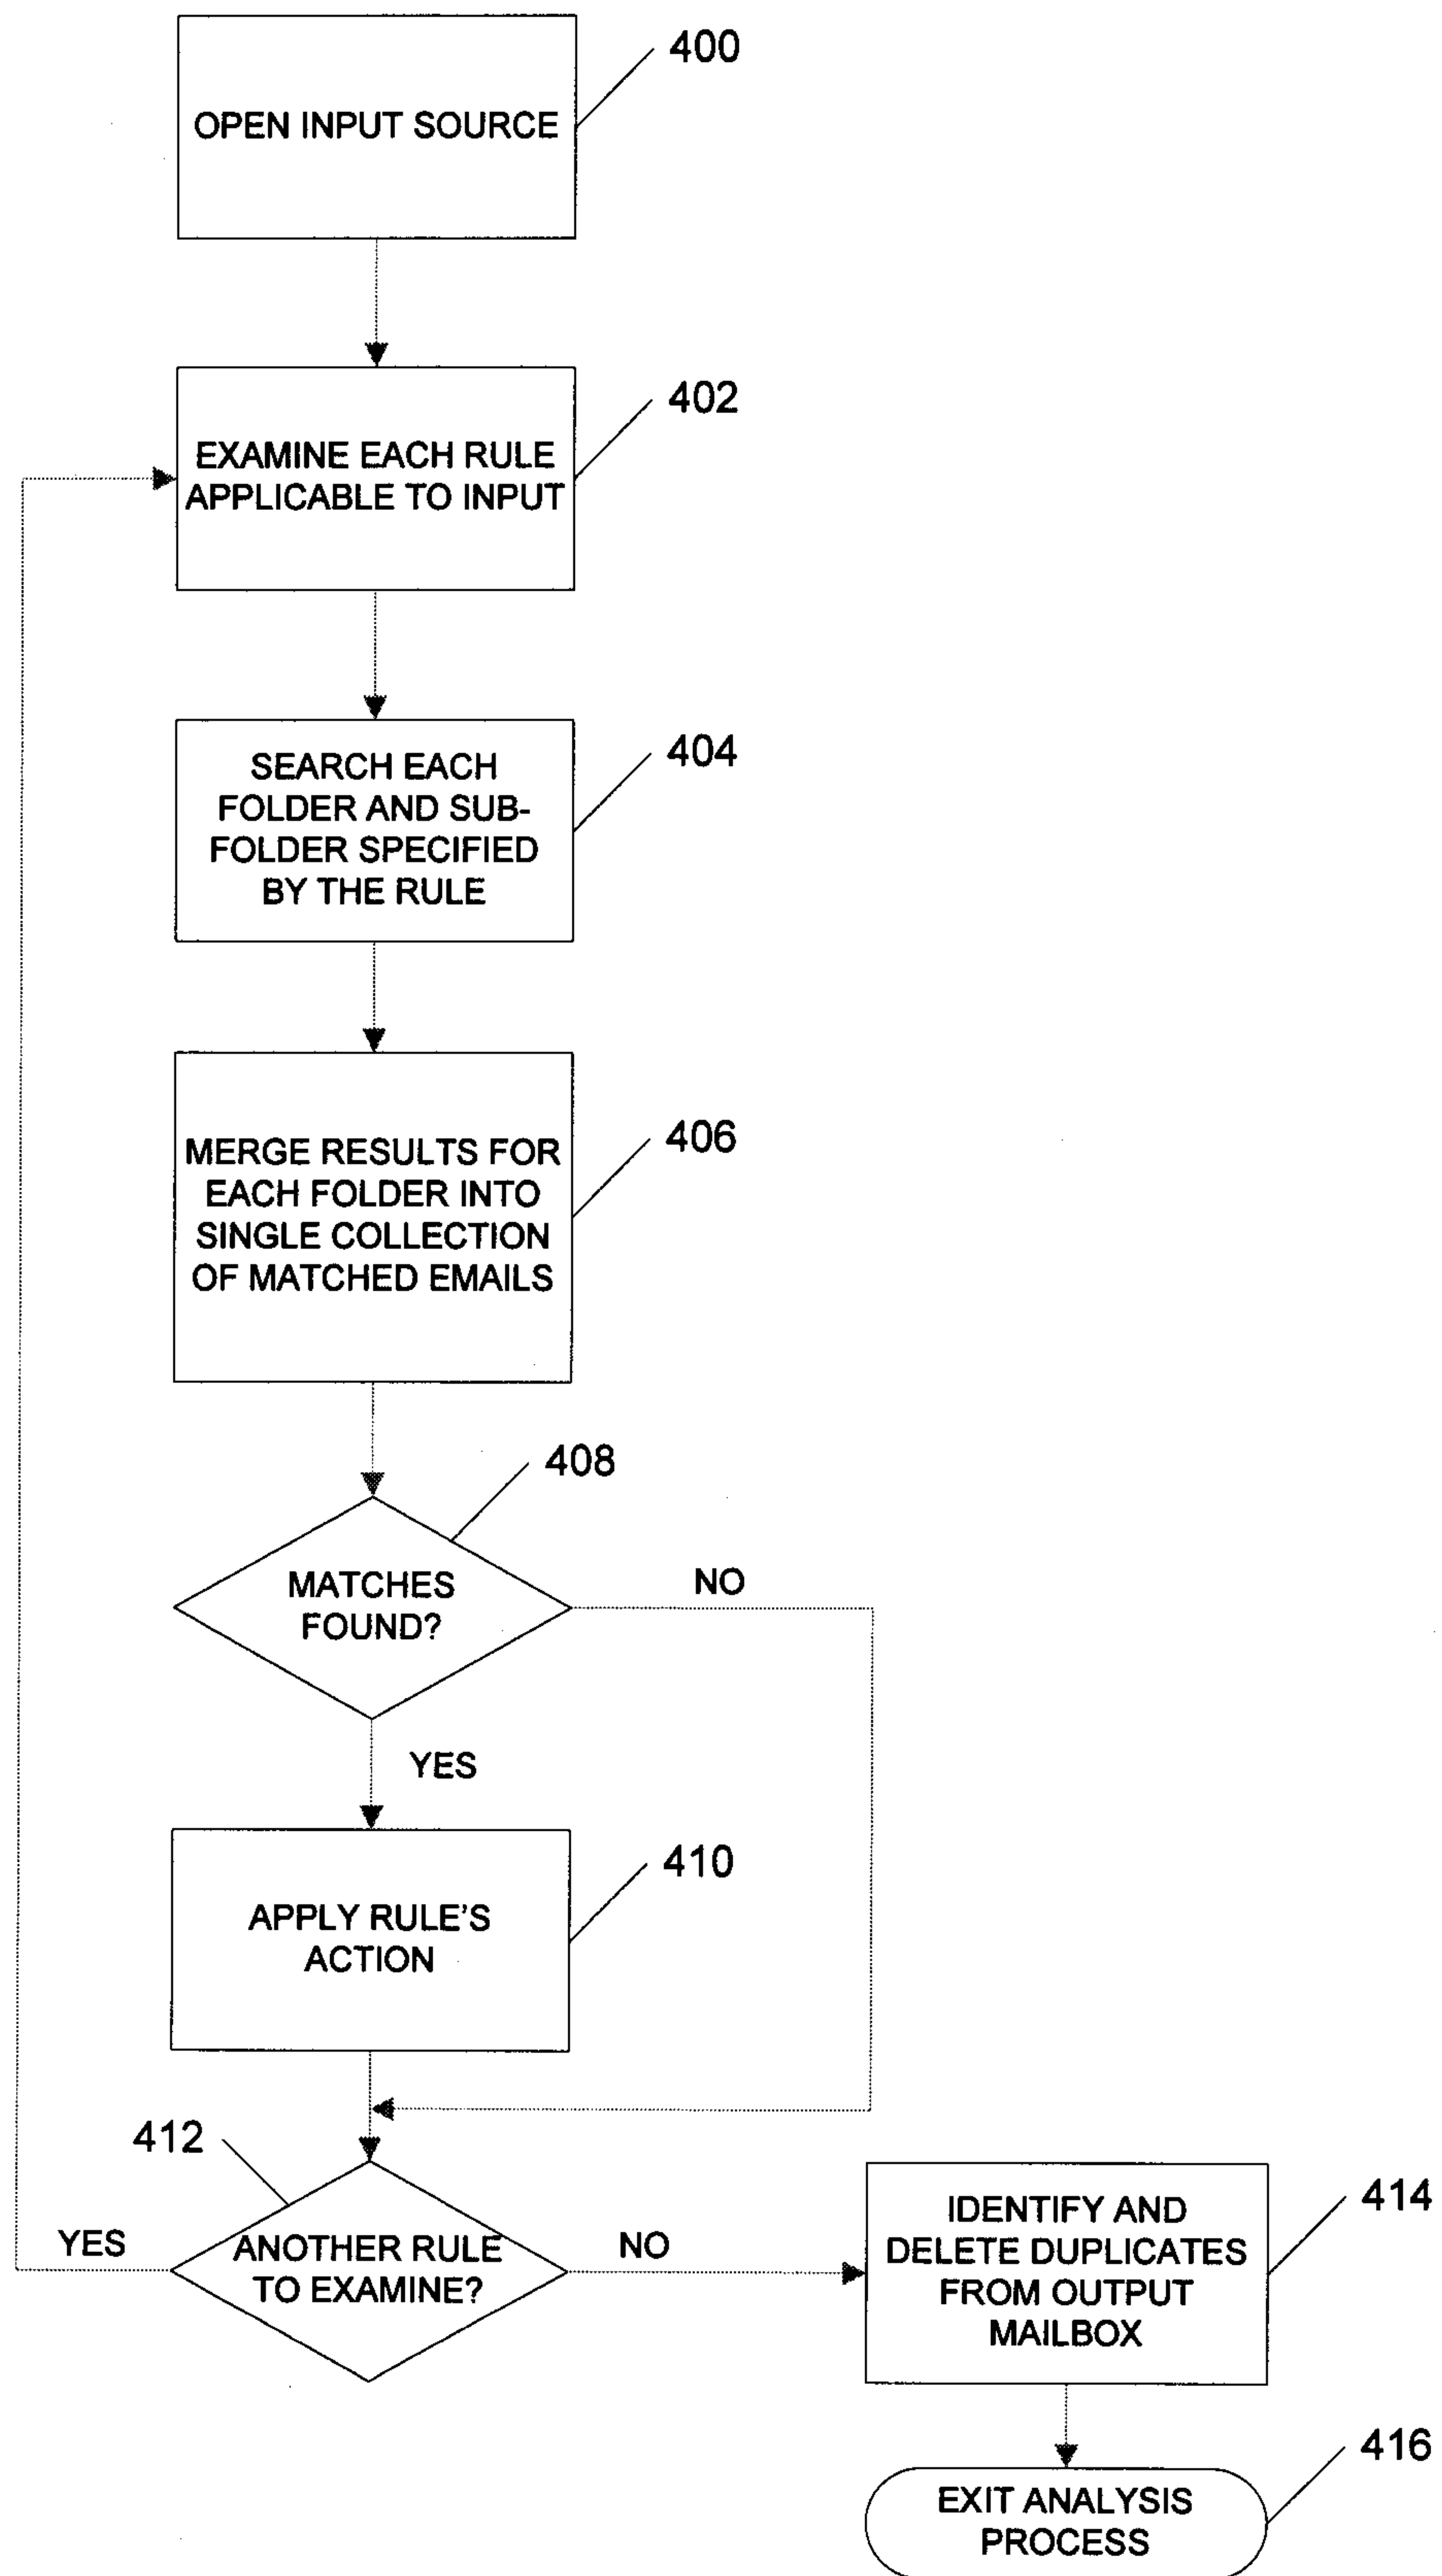 400
OPEN INPUT SOURCE
402
EXAMINE EACH RULE
APPLICABLE TO INPUT
404
SEARCH EACH
FOLDER AND SUB-
FOLDER SPECIFIED
BY THE RULE
406
MERGE RESULTS FOR
EACH FOLDER INTO
SINGLE COLLECTION
OF MATCHED EMAILS
408
MATCHES
FOUND?
NO
YES
410
APPLY RULE'S
ACTION
412
YES
ANOTHER RULE
TO EXAMINE?
NO
414
IDENTIFY AND
DELETE DUPLICATES
FROM OUTPUT
MAILBOX
416
EXIT ANALYSIS
PROCESS